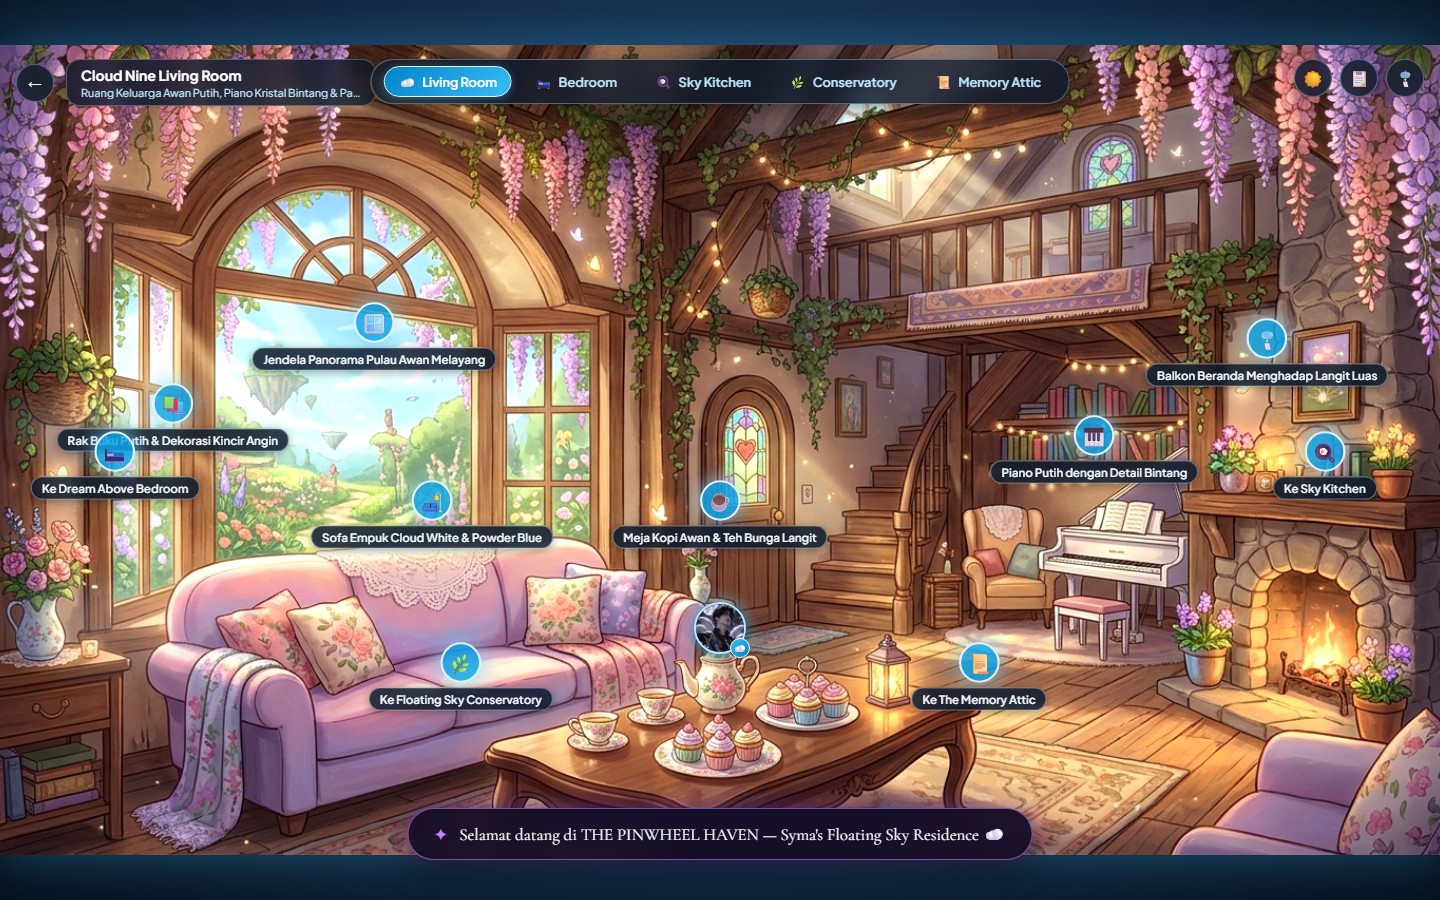 Cloud Nine Living Room
Ruang Keluarga Awan Putih, Piano Kristal Bintang & Pa...
Living Room
Bedroom
Sky Kitchen
Conservatory
Memory Attic
Jendela Panorama Pulau Awan Melayang
Balkon Beranda Menghadap Langit Luas
Rak Buku Putih & Dekorasi Kincir Angin
Piano Putih dengan Detail Bintang
Ke Dream Above Bedroom
Ke Sky Kitchen
Sofa Empuk Cloud White & Powder Blue
Meja Kopi Awan & Teh Bunga Langit
Ke Floating Sky Conservatory
Ke The Memory Attic
Selamat datang di THE PINWHEEL HAVEN — Syma's Floating Sky Residence